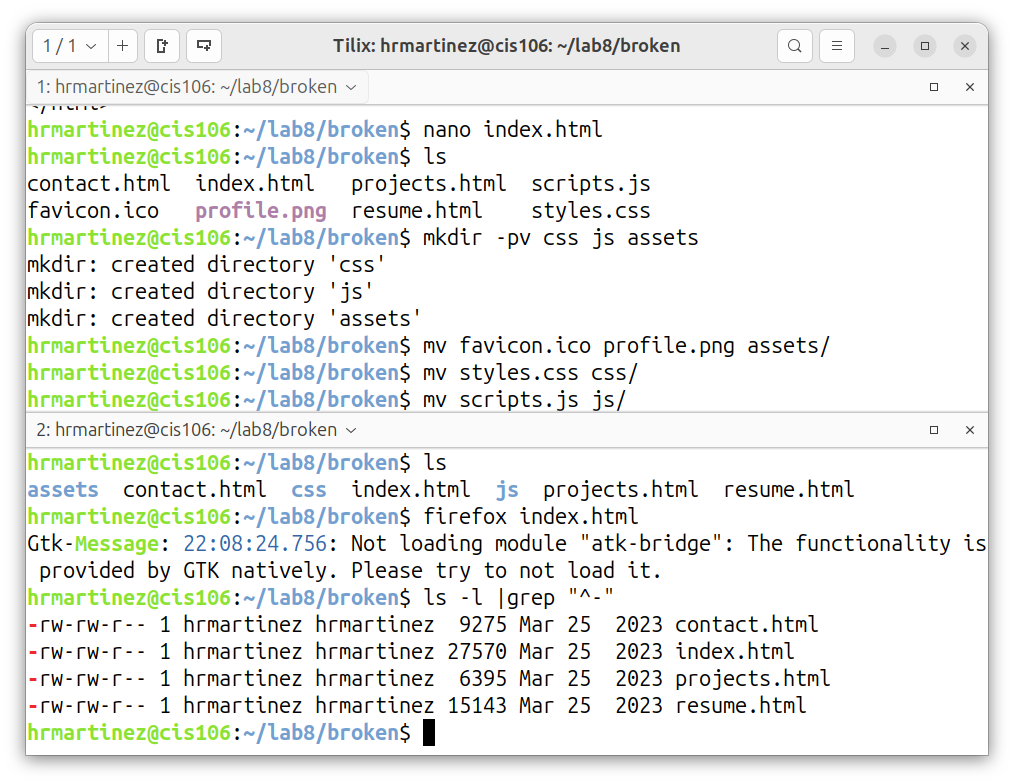 1 / 1
Tilix: hrmartinez@cis106: ~/lab8/broken
1: hrmartinez@cis106: ~/lab8/broken
</html>
hrmartinez@cis106:~/lab8/broken$ nano index.html
hrmartinez@cis106:~/lab8/broken$ ls
contact.html  index.html   projects.html  scripts.js
favicon.ico   profile.png  resume.html    styles.css
hrmartinez@cis106:~/lab8/broken$ mkdir -pv css js assets
mkdir: created directory 'css'
mkdir: created directory 'js'
mkdir: created directory 'assets'
hrmartinez@cis106:~/lab8/broken$ mv favicon.ico profile.png assets/
hrmartinez@cis106:~/lab8/broken$ mv styles.css css/
hrmartinez@cis106:~/lab8/broken$ mv scripts.js js/
2: hrmartinez@cis106: ~/lab8/broken
hrmartinez@cis106:~/lab8/broken$ ls
assets  contact.html  css  index.html  js  projects.html  resume.html
hrmartinez@cis106:~/lab8/broken$ firefox index.html
Gtk-Message: 22:08:24.756: Not loading module "atk-bridge": The functionality is
 provided by GTK natively. Please try to not load it.
hrmartinez@cis106:~/lab8/broken$ ls -l |grep "^-"
-rw-rw-r-- 1 hrmartinez hrmartinez  9275 Mar 25  2023 contact.html
-rw-rw-r-- 1 hrmartinez hrmartinez 27570 Mar 25  2023 index.html
-rw-rw-r-- 1 hrmartinez hrmartinez  6395 Mar 25  2023 projects.html
-rw-rw-r-- 1 hrmartinez hrmartinez 15143 Mar 25  2023 resume.html
hrmartinez@cis106:~/lab8/broken$